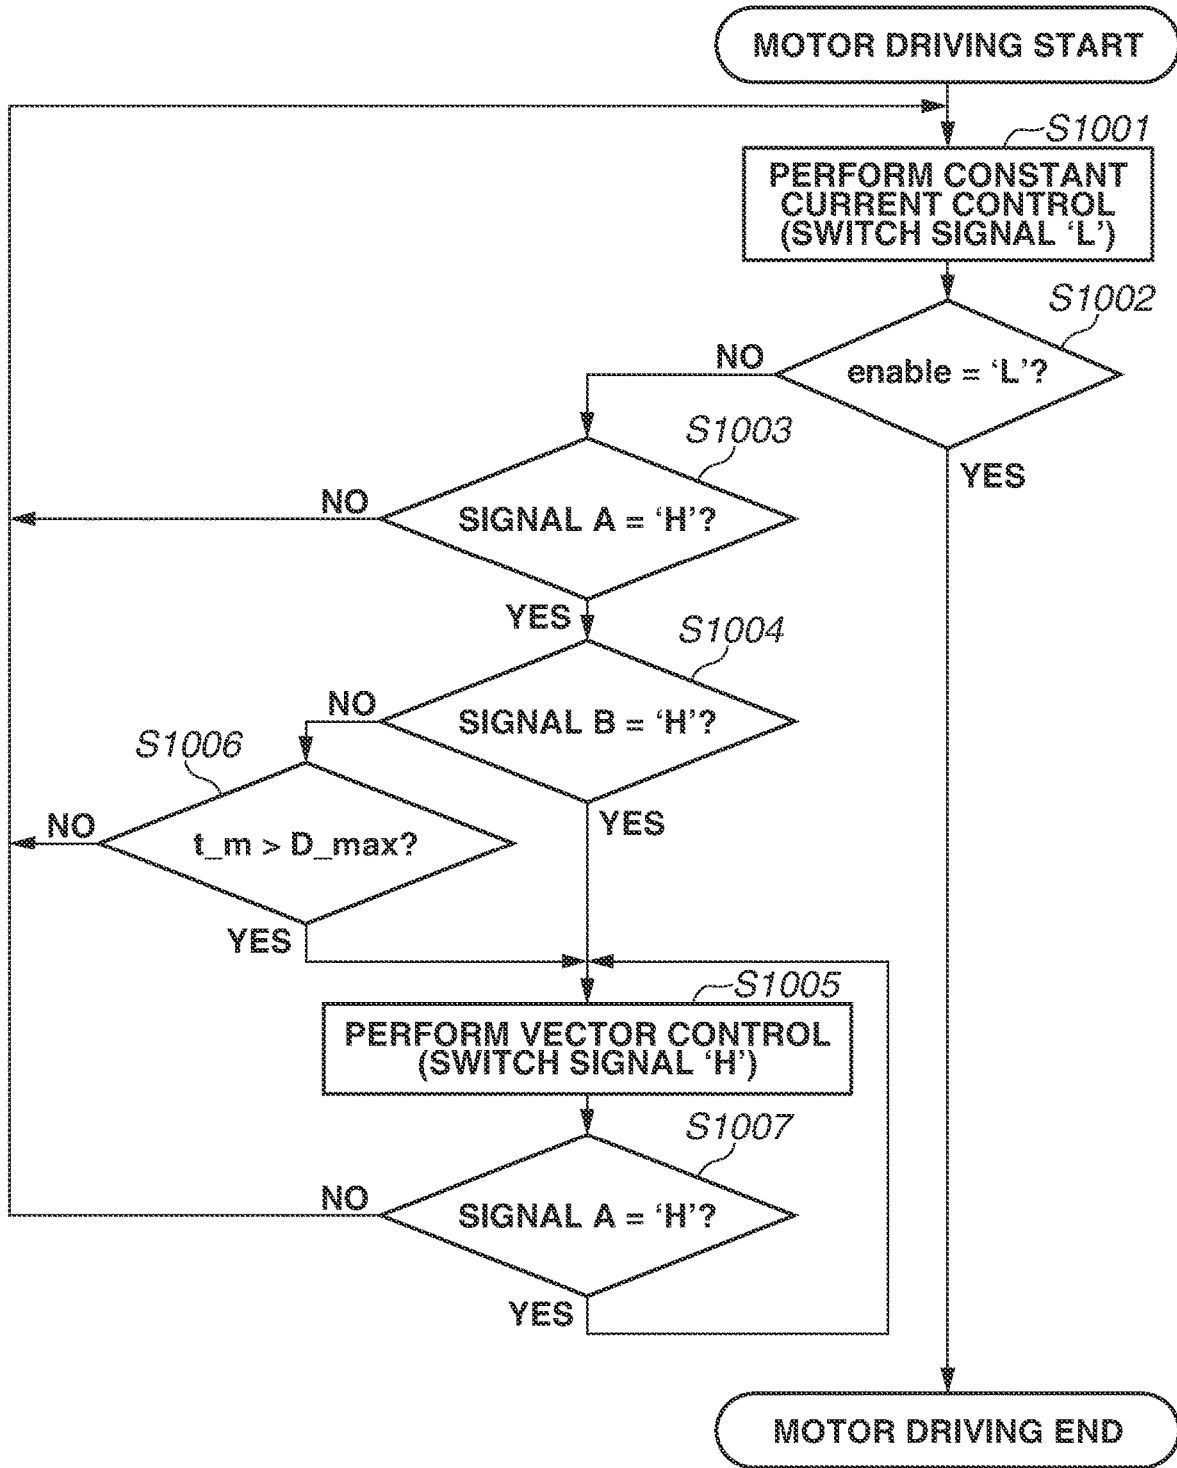 MOTOR DRIVING START
S1001
PERFORM CONSTANT
CURRENT CONTROL
(SWITCH SIGNAL ‘L’)
S1002
enable = ‘L’?
NO
YES
S1003
SIGNAL A = ‘H’?
NO
YES
S1004
SIGNAL B = ‘H’?
NO
YES
S1006
t_m > D_max?
NO
YES
S1005
PERFORM VECTOR CONTROL
(SWITCH SIGNAL ‘H’)
S1007
SIGNAL A = ‘H’?
NO
YES
MOTOR DRIVING END